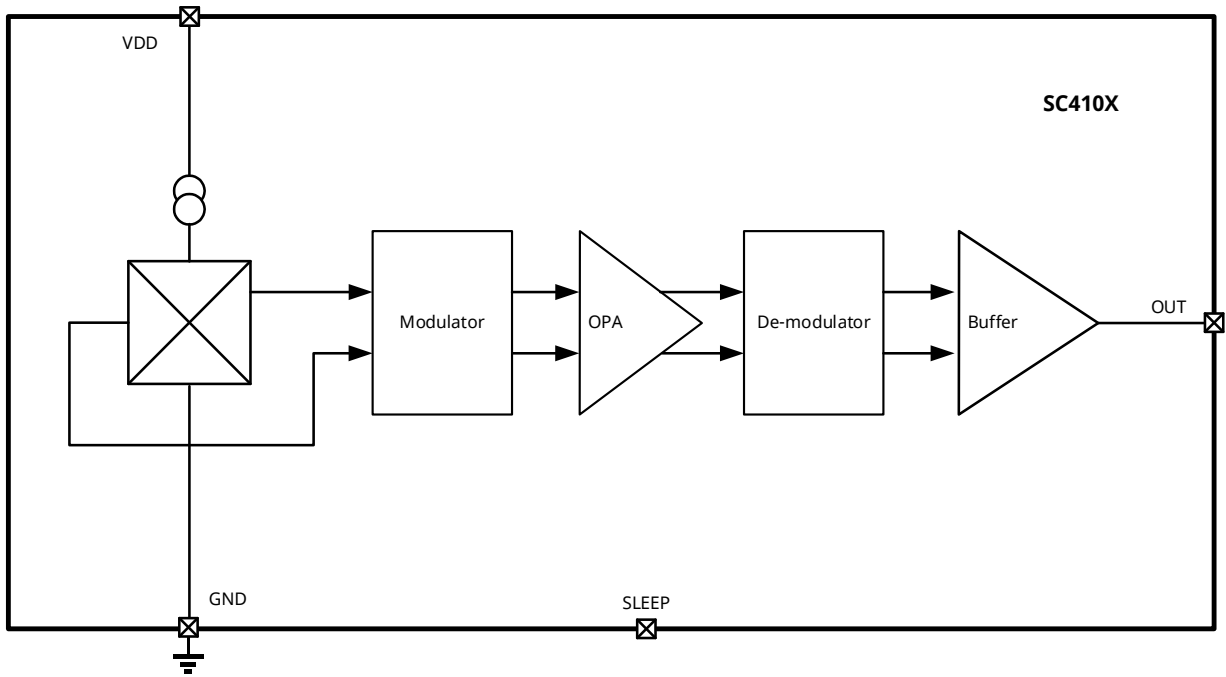 VDD
SC410X
Modulator
OPA
De-modulator
Buffer
OUT
GND
SLEEP